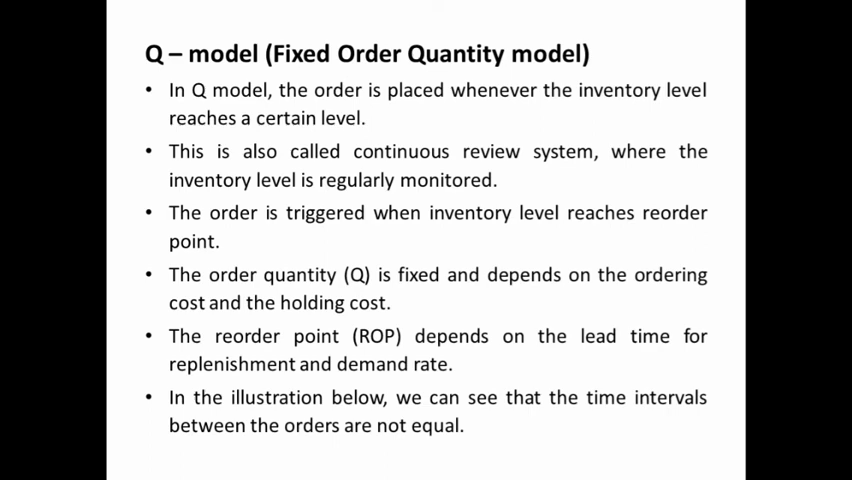 Q – model (Fixed Order Quantity model)
• In Q model, the order is placed whenever the inventory level
reaches a certain level.
• This is also called continuous review system, where the
inventory level is regularly monitored.
• The order is triggered when inventory level reaches reorder
point.
• The order quantity (Q) is fixed and depends on the ordering
cost and the holding cost.
• The reorder point (ROP) depends on the lead time for
replenishment and demand rate.
• In the illustration below, we can see that the time intervals
between the orders are not equal.